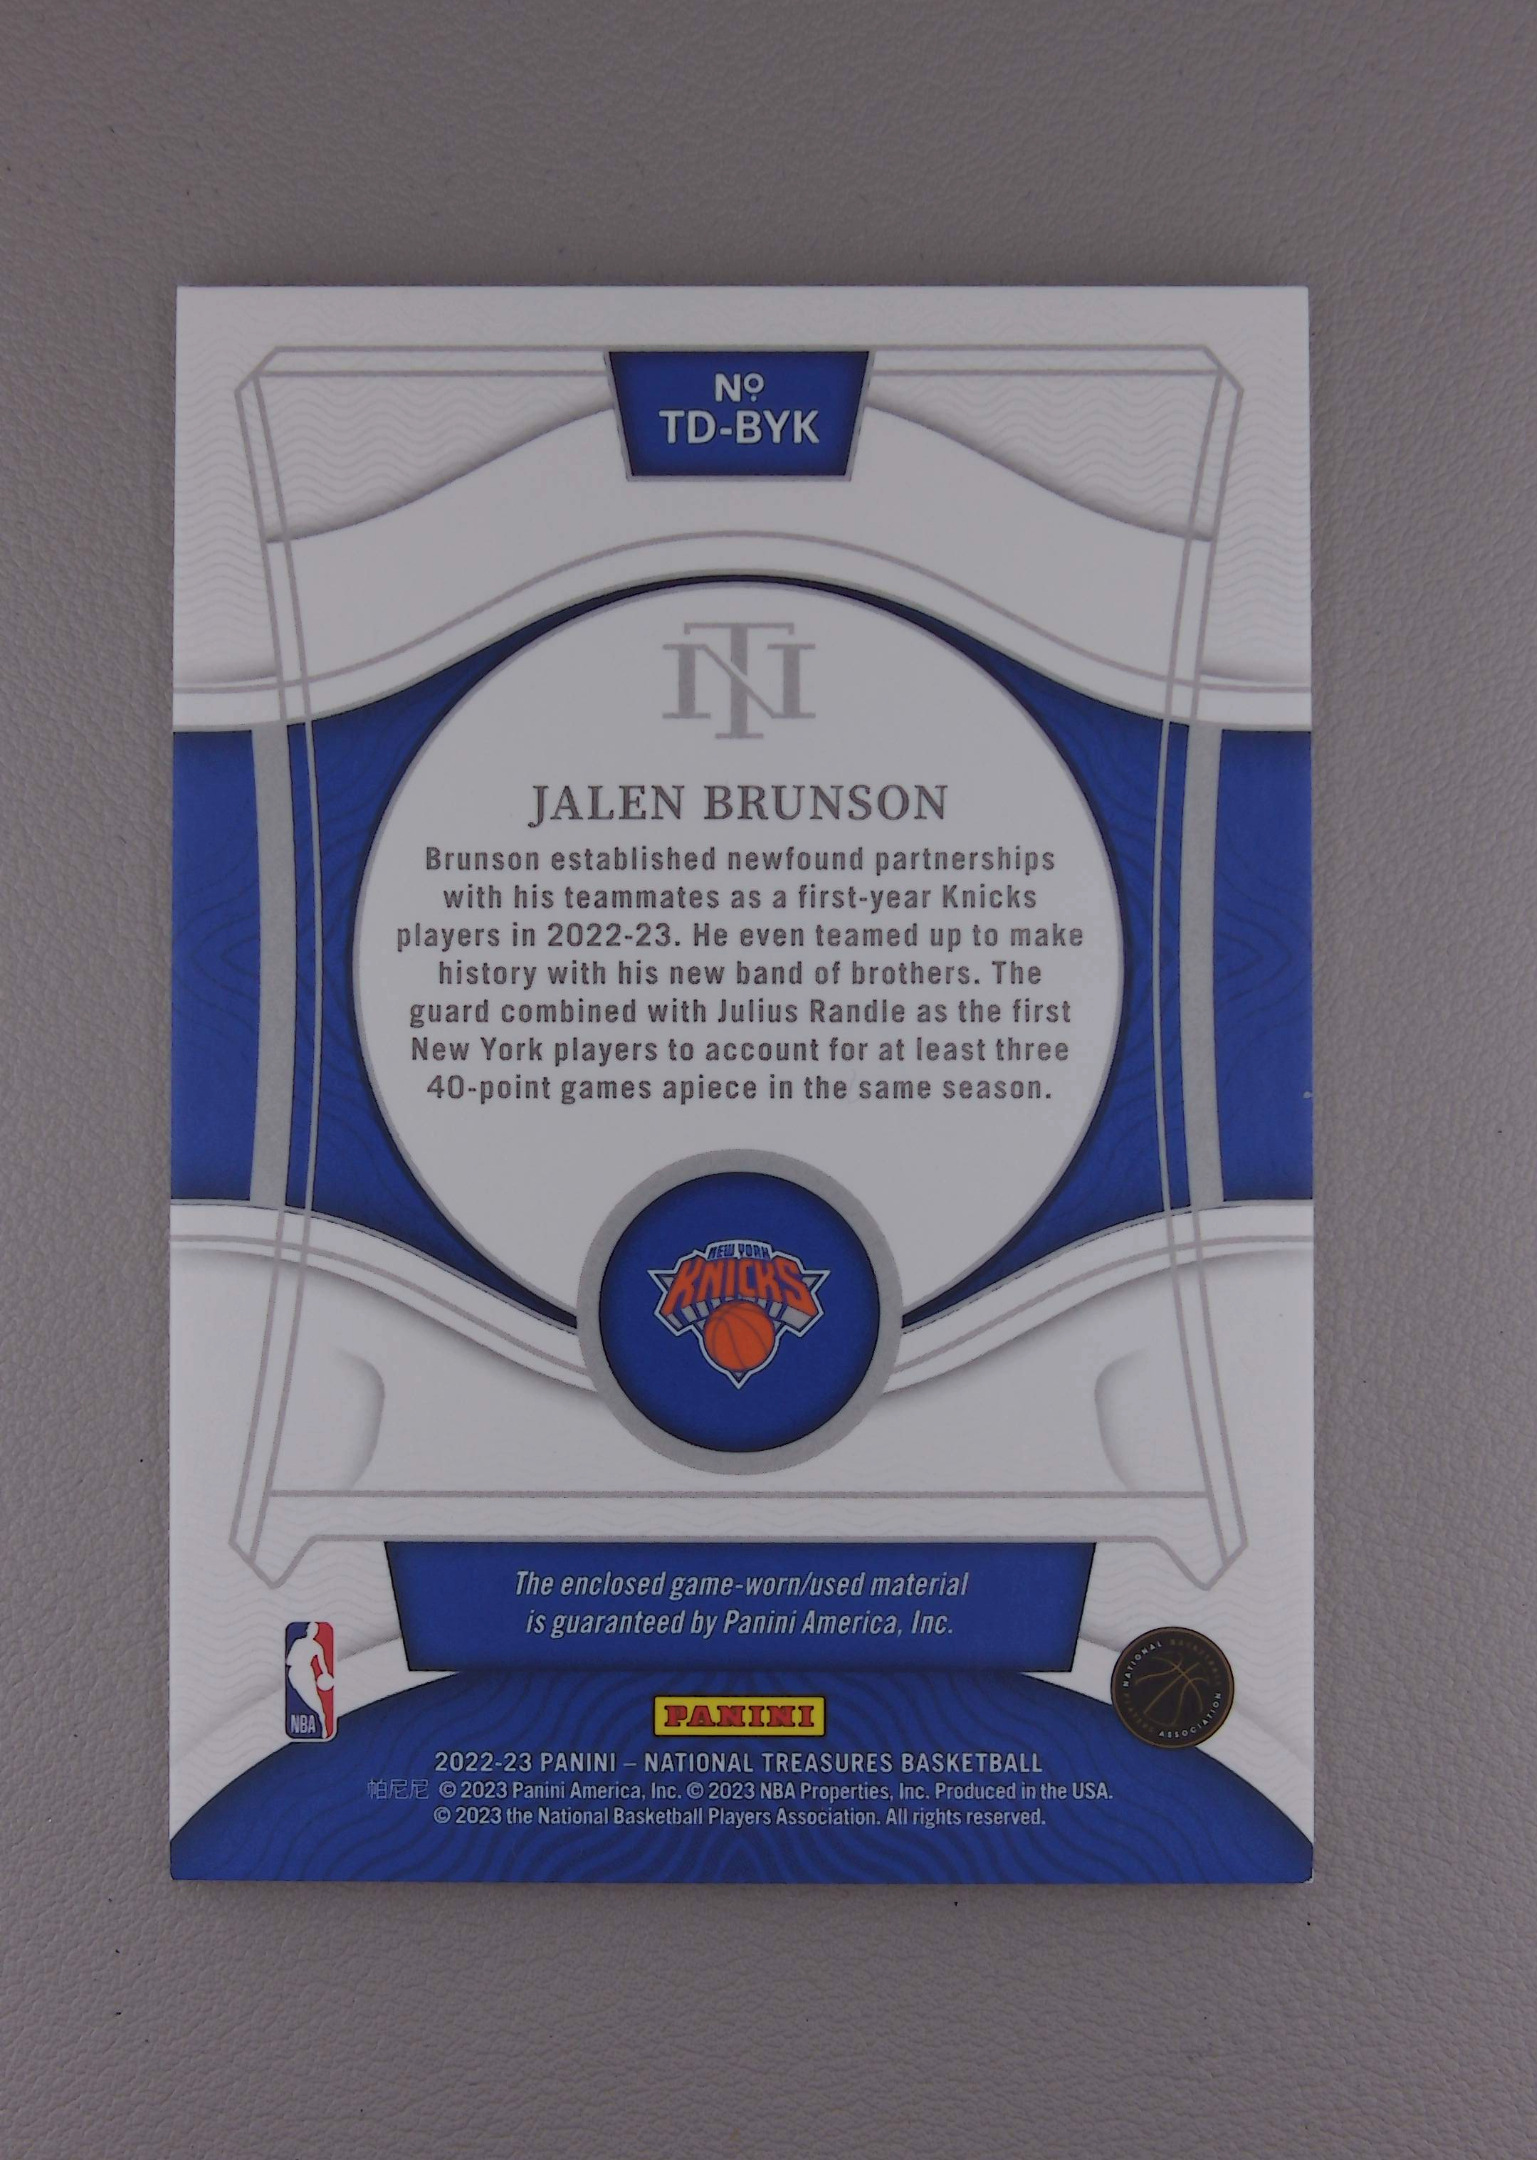 Nº
TD-BYK
NT
JALEN BRUNSON
Brunson established newfound partnerships
with his teammates as a first-year Knicks
players in 2022-23. He even teamed up to make
history with his new band of brothers. The
guard combined with Julius Randle as the first
New York players to account for at least three
40-point games apiece in the same season.
NEW YORK
KNICKS
The enclosed game-worn/used material
is guaranteed by Panini America, Inc.
NBA
NATIONAL BASKETBALL PLAYERS ASSOCIATION
PANINI
2022-23 PANINI – NATIONAL TREASURES BASKETBALL
帕尼尼 © 2023 Panini America, Inc. © 2023 NBA Properties, Inc. Produced in the USA.
© 2023 the National Basketball Players Association. All rights reserved.